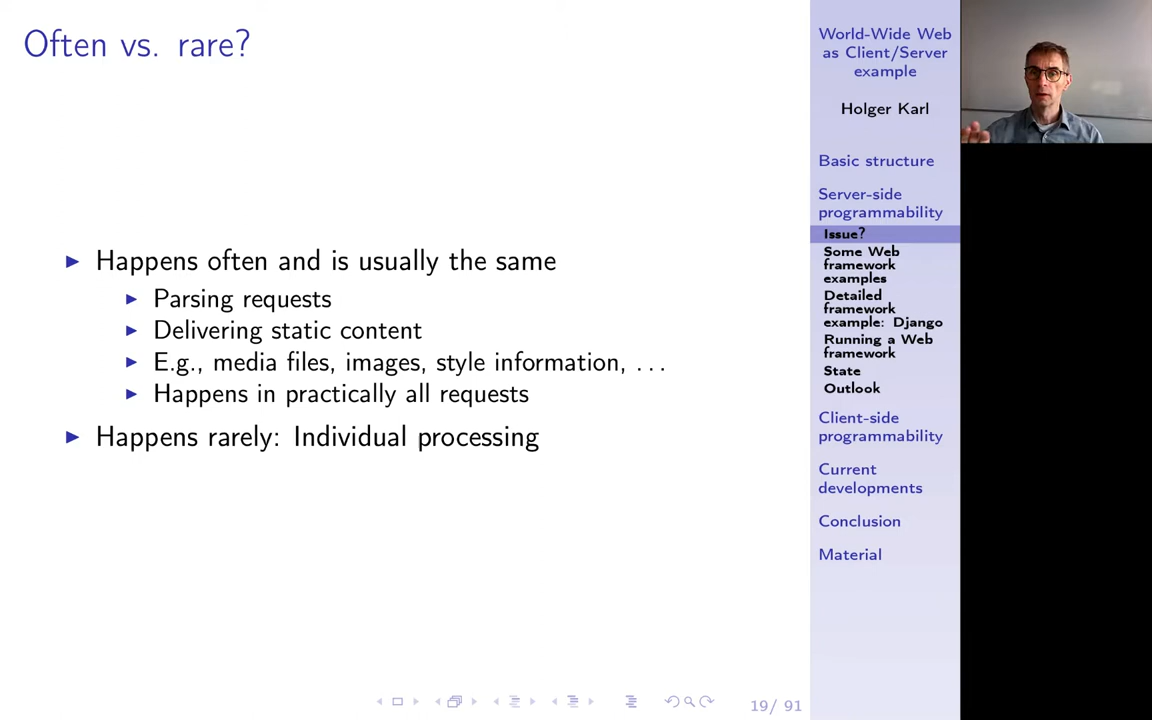 Often vs. rare?
Happens often and is usually the same
Parsing requests
Delivering static content
E.g., media files, images, style information, . . .
Happens in practically all requests
Happens rarely: Individual processing
World-Wide Web
as Client/Server
example
Holger Karl
Basic structure
Server-side
programmability
Issue?
Some Web
framework
examples
Detailed
framework
example: Django
Running a Web
framework
State
Outlook
Client-side
programmability
Current
developments
Conclusion
Material
19/ 91